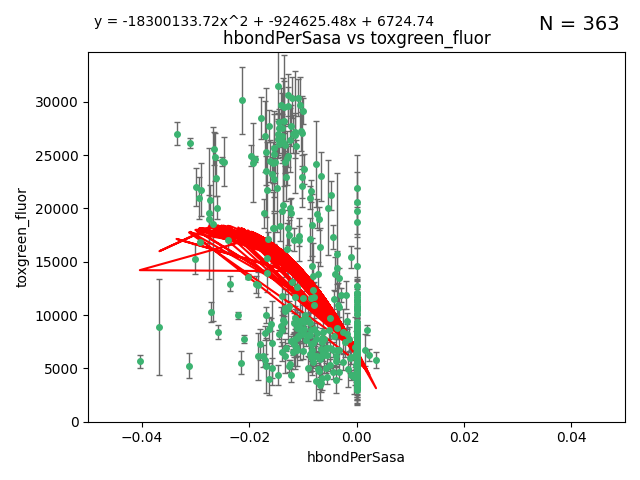 y = -18300133.72x^2 + -924625.48x + 6724.74
N = 363
hbondPerSasa vs toxgreen_fluor
30000
25000
20000
15000
10000
5000
0
toxgreen_fluor
−0.04
−0.02
0.00
0.02
0.04
hbondPerSasa